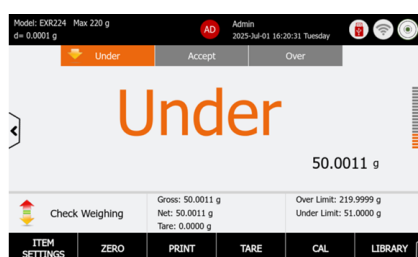 Model: EXR224 Max 220 g
d= 0.0001 g
AD
Admin
2025-Jul-01 16:20:31 Tuesday
Under Accept Over
Under
50.0011 g
Check Weighing
Gross: 50.0011 g
Net: 50.0011 g
Tare: 0.0000 g
Over Limit: 219.9999 g
Under Limit: 51.0000 g
ITEM SETTINGS ZERO PRINT TARE CAL LIBRARY